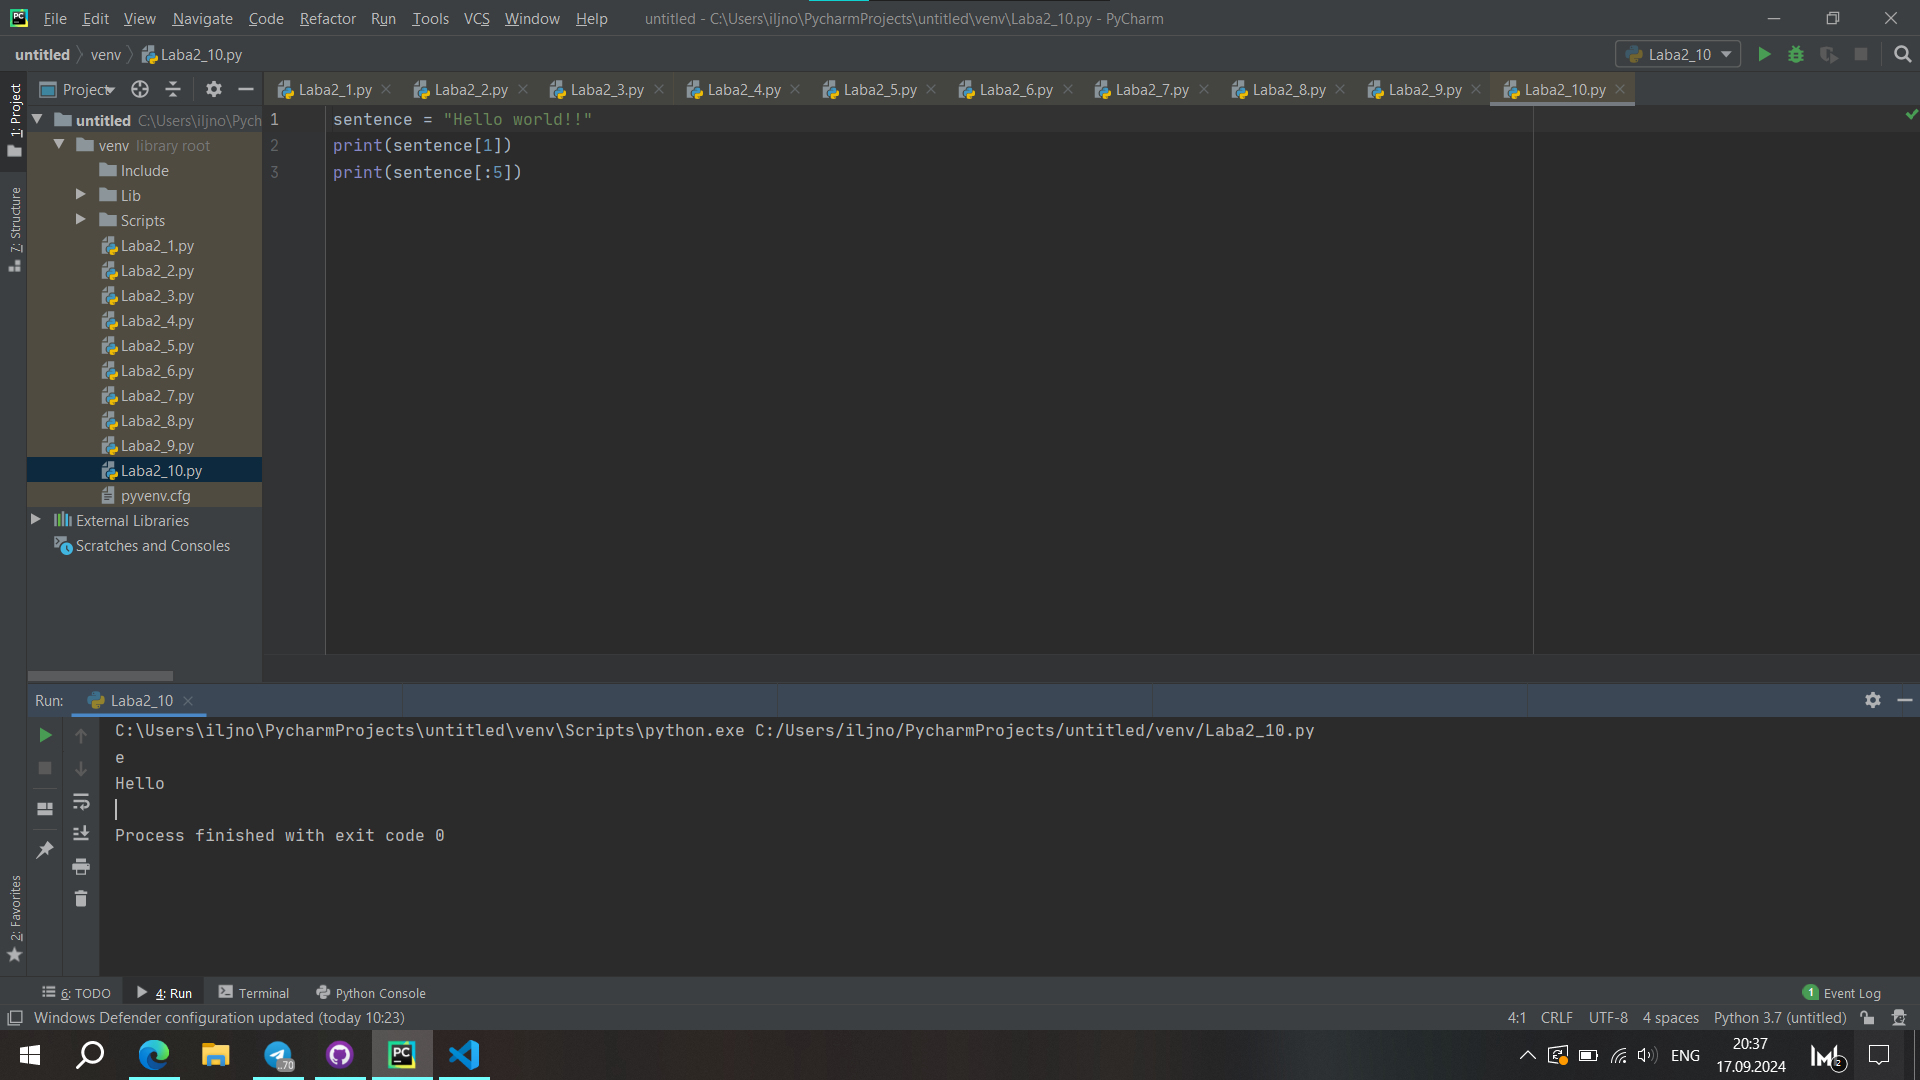 File Edit View Navigate Code Refactor Run Tools VCS Window Help untitled - C:\Users\iljno\PycharmProjects\untitled\venv\Laba2_10.py - PyCharm
untitled venv Laba2_10.py Laba2_10
Project Laba2_1.py Laba2_2.py Laba2_3.py Laba2_4.py Laba2_5.py Laba2_6.py Laba2_7.py Laba2_8.py Laba2_9.py Laba2_10.py
1: Project
7: Structure
2: Favorites
untitled C:\Users\iljno\Pych
venv library root
Include
Lib
Scripts
Laba2_1.py
Laba2_2.py
Laba2_3.py
Laba2_4.py
Laba2_5.py
Laba2_6.py
Laba2_7.py
Laba2_8.py
Laba2_9.py
Laba2_10.py
pyvenv.cfg
External Libraries
Scratches and Consoles
1 sentence = "Hello world!!"
2 print(sentence[1])
3 print(sentence[:5])
Run: Laba2_10
C:\Users\iljno\PycharmProjects\untitled\venv\Scripts\python.exe C:/Users/iljno/PycharmProjects/untitled/venv/Laba2_10.py
e
Hello
Process finished with exit code 0
6: TODO 4: Run Terminal Python Console 1 Event Log
Windows Defender configuration updated (today 10:23) 4:1 CRLF UTF-8 4 spaces Python 3.7 (untitled)
PC ..70 ENG 20:37 2
17.09.2024